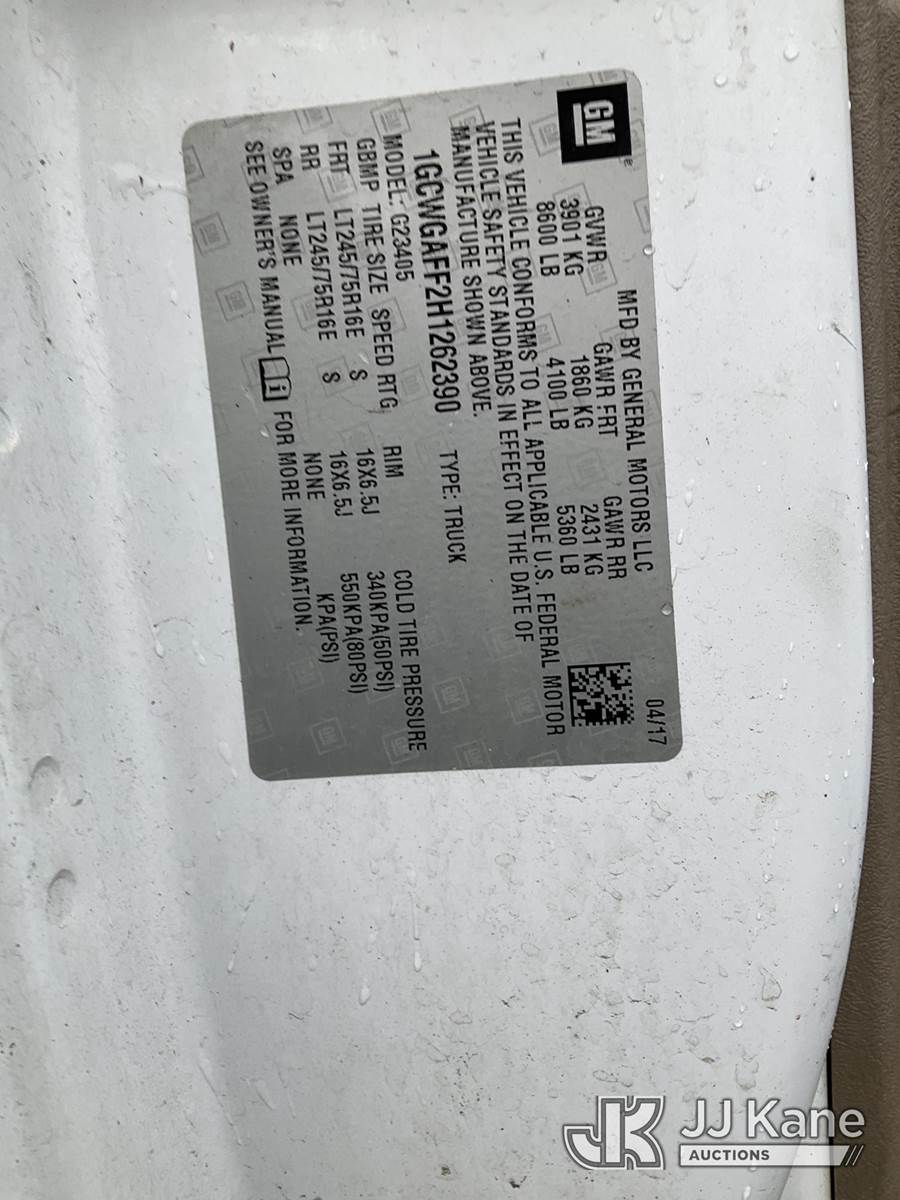 GM
MFD BY GENERAL MOTORS LLC 04/17
GVWR GAWR FRT GAWR RR
3901 KG 1860 KG 2431 KG
8600 LB 4100 LB 5360 LB
THIS VEHICLE CONFORMS TO ALL APPLICABLE U.S. FEDERAL MOTOR
VEHICLE SAFETY STANDARDS IN EFFECT ON THE DATE OF
MANUFACTURE SHOWN ABOVE.
1GCWGAFF2H1262390 TYPE: TRUCK
MODEL: G23405
GBMP TIRE SIZE SPEED RTG RIM COLD TIRE PRESSURE
FRT LT245/75R16E S 16X6.5J 340KPA(50PSI)
RR LT245/75R16E S 16X6.5J 550KPA(80PSI)
SPA NONE NONE KPA(PSI)
SEE OWNER'S MANUAL i FOR MORE INFORMATION.
JK JJ Kane
AUCTIONS